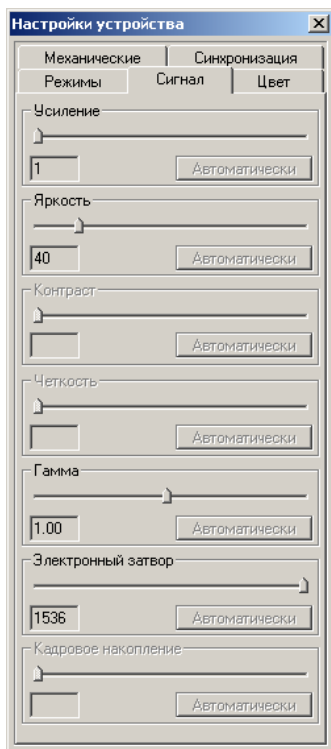 Настройки устройства
Механические Синхронизация
Режимы Сигнал Цвет
Усиление
1 Автоматически
Яркость
40 Автоматически
Контраст
Автоматически
Четкость
Автоматически
Гамма
1.00 Автоматически
Электронный затвор
1536 Автоматически
Кадровое накопление
Автоматически